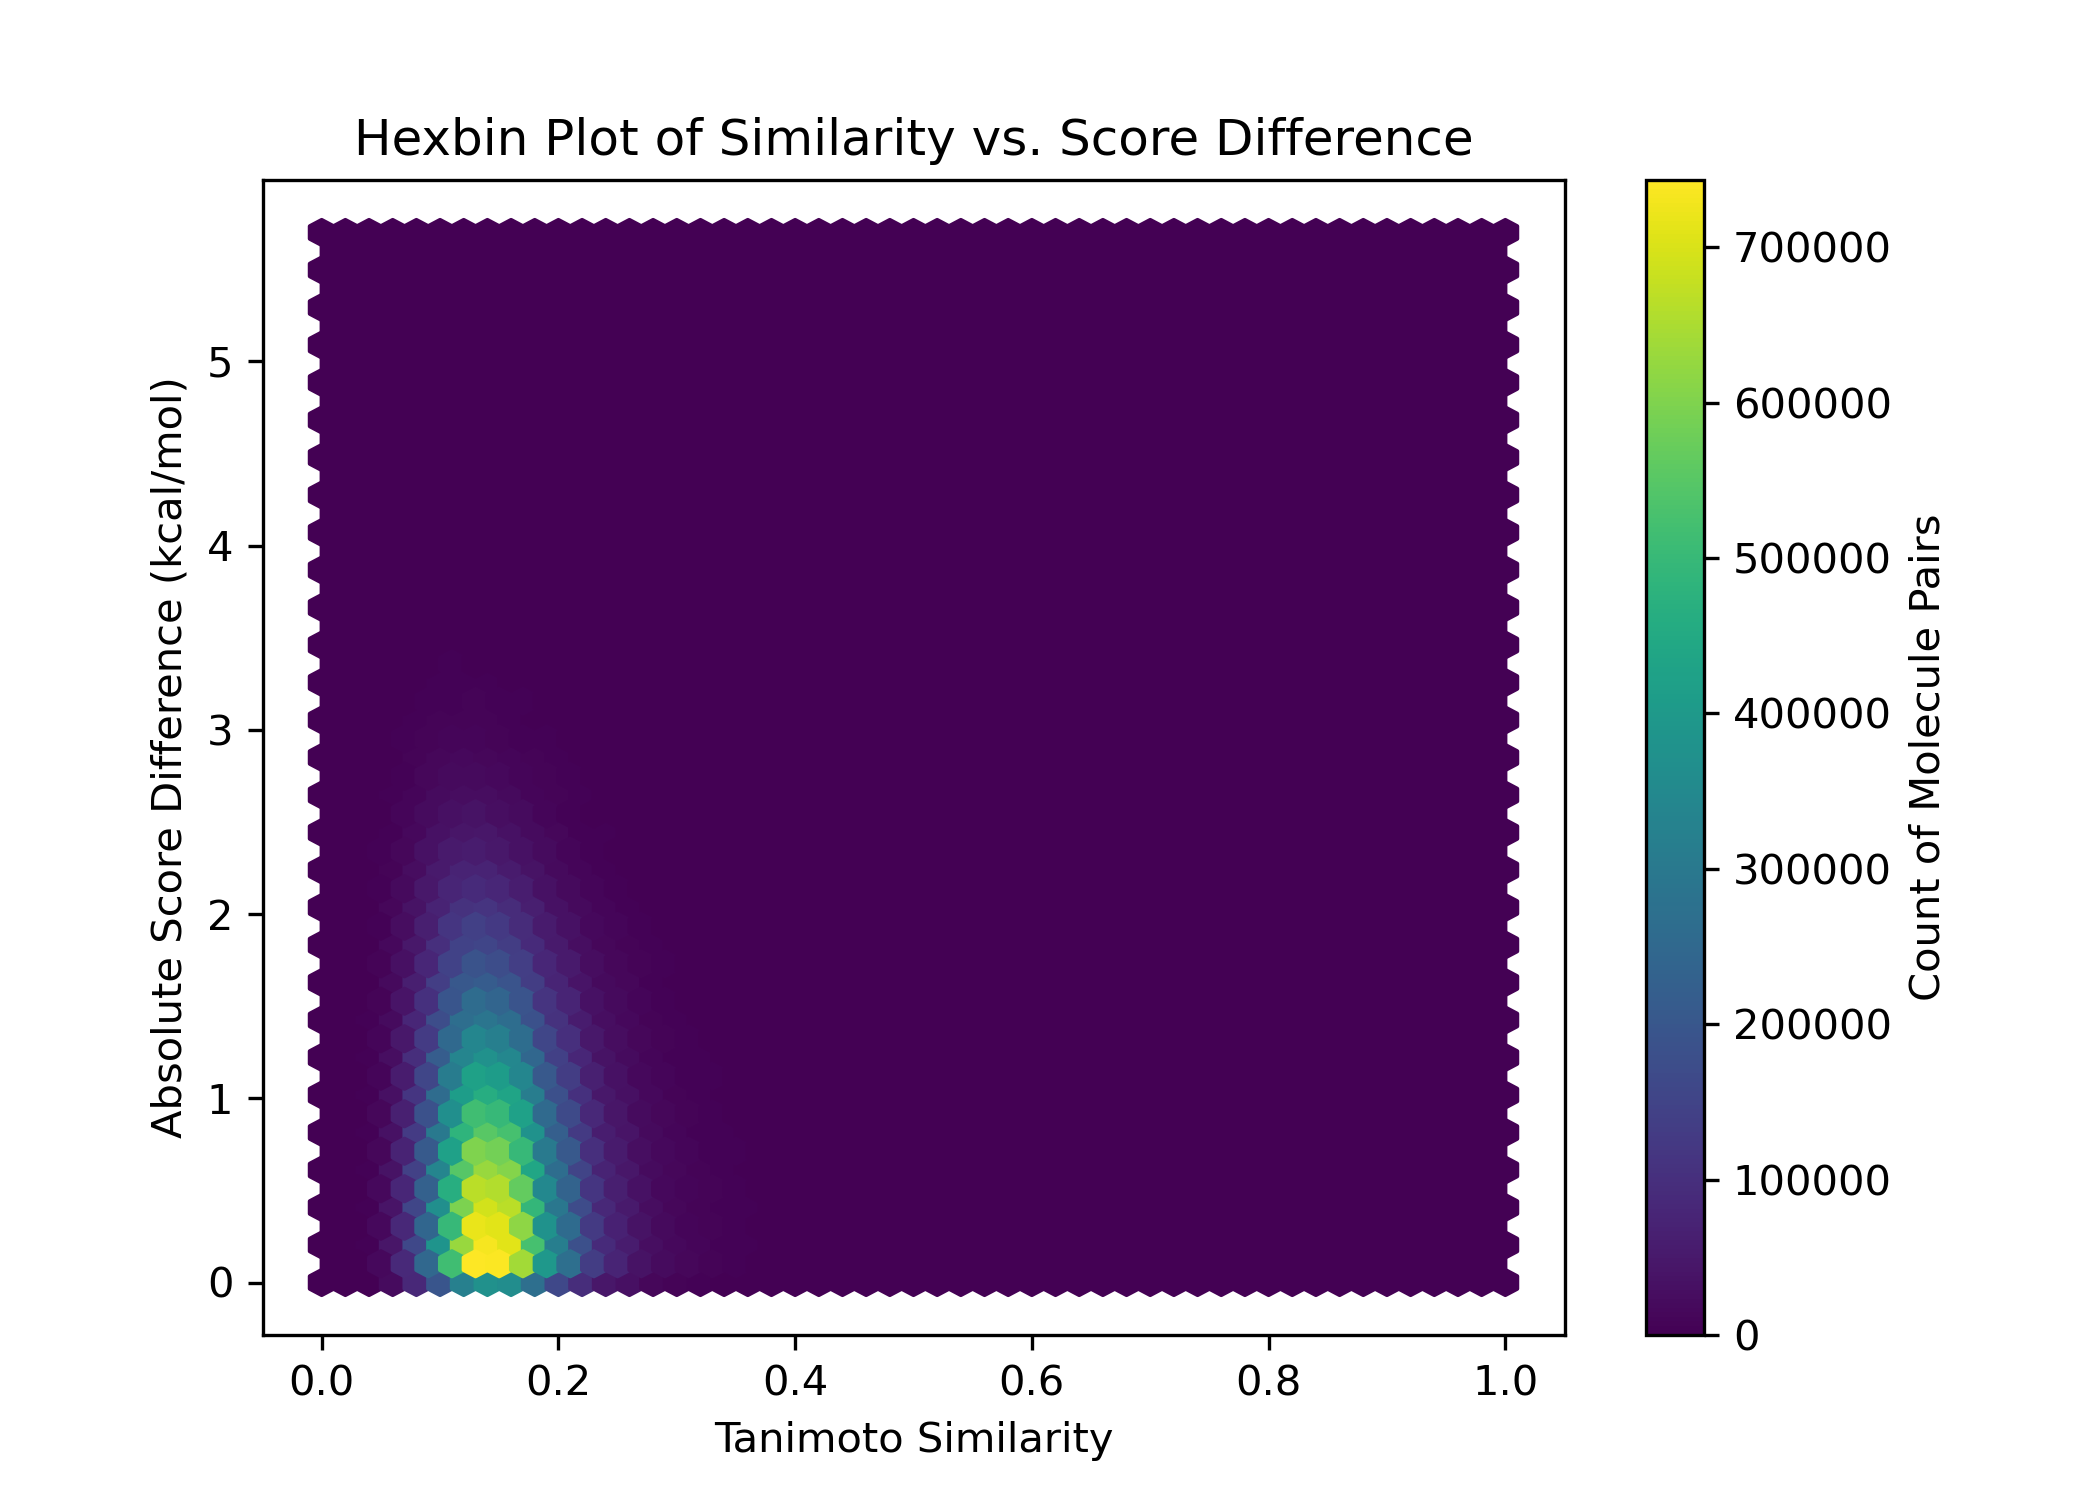 Hexbin Plot of Similarity vs. Score Difference
Absolute Score Difference (kcal/mol)
5
4
3
2
1
0
0.0 0.2 0.4 0.6 0.8 1.0
Tanimoto Similarity
700000
600000
500000
400000
300000
200000
100000
0
Count of Molecule Pairs